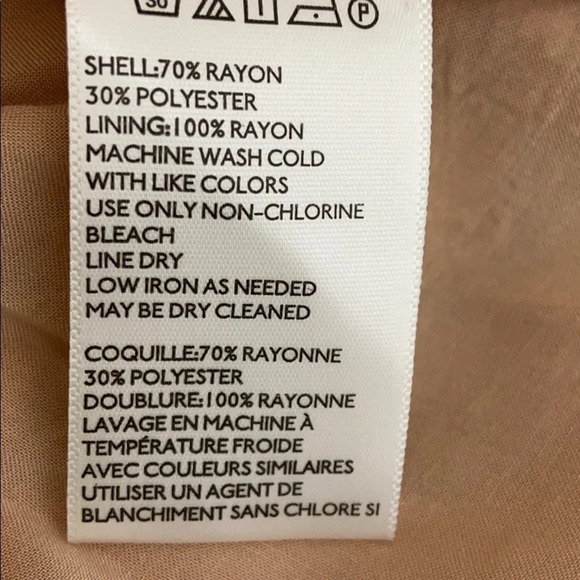 30 P
SHELL:70% RAYON
30% POLYESTER
LINING:100% RAYON
MACHINE WASH COLD
WITH LIKE COLORS
USE ONLY NON-CHLORINE
BLEACH
LINE DRY
LOW IRON AS NEEDED
MAY BE DRY CLEANED
COQUILLE:70% RAYONNE
30% POLYESTER
DOUBLURE:100% RAYONNE
LAVAGE EN MACHINE À
TEMPÉRATURE FROIDE
AVEC COULEURS SIMILAIRES
UTILISER UN AGENT DE
BLANCHIMENT SANS CHLORE SI